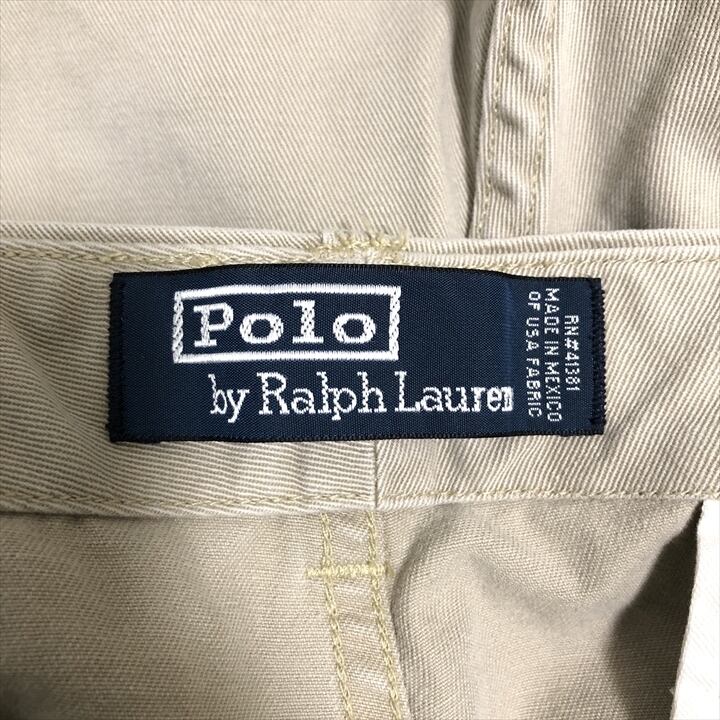 Polo
by Ralph Lauren
RN#41381
MADE IN MEXICO
OF USA FABRIC